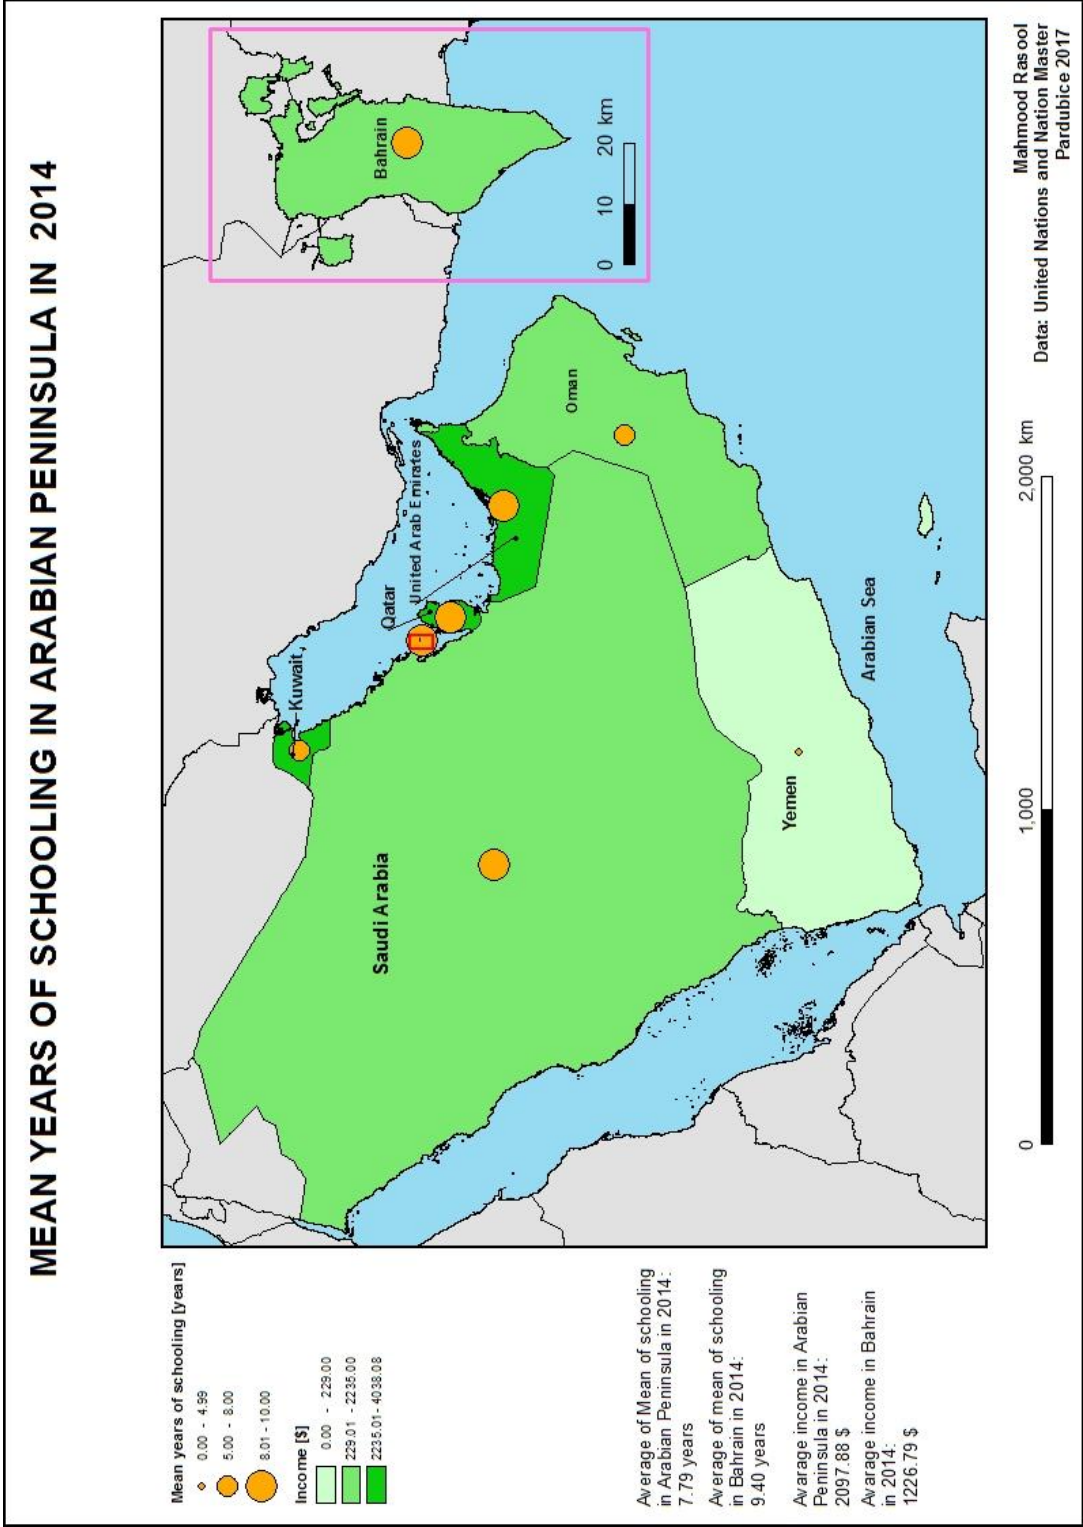 MEAN YEARS OF SCHOOLING IN ARABIAN PENINSULA IN 2014
Mean years of schooling [years]
0.00 - 4.99
5.00 - 8.00
8.01 - 10.00
Income [$]
0.00 - 229.00
229.01 - 2235.00
2235.01-4038.08
Average of Mean of schooling
in Arabian Peninsula in 2014:
7.79 years
Average of mean of schooling
in Bahrain in 2014:
9.40 years
Avarage income in Arabian
Peninsula in 2014:
2097.88 $
Avarage income in Bahrain
in 2014:
1226.79 $
Saudi Arabia
Kuwait
Qatar
United Arab Emirates
Oman
Yemen
Arabian Sea
Bahrain
0 10 20 km
0 1,000 2,000 km
Mahmood Rasool
Data: United Nations and Nation Master
Pardubice 2017